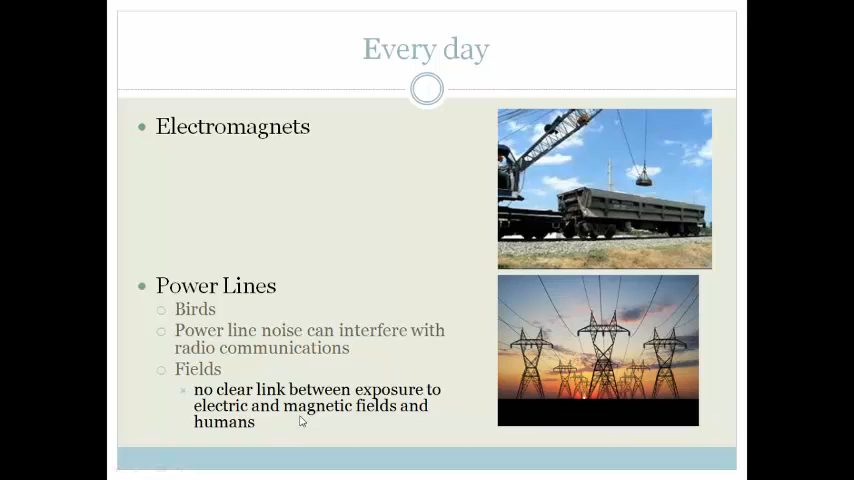 Every day
Electromagnets
Power Lines
Birds
Power line noise can interfere with
radio communications
Fields
no clear link between exposure to
electric and magnetic fields and
humans